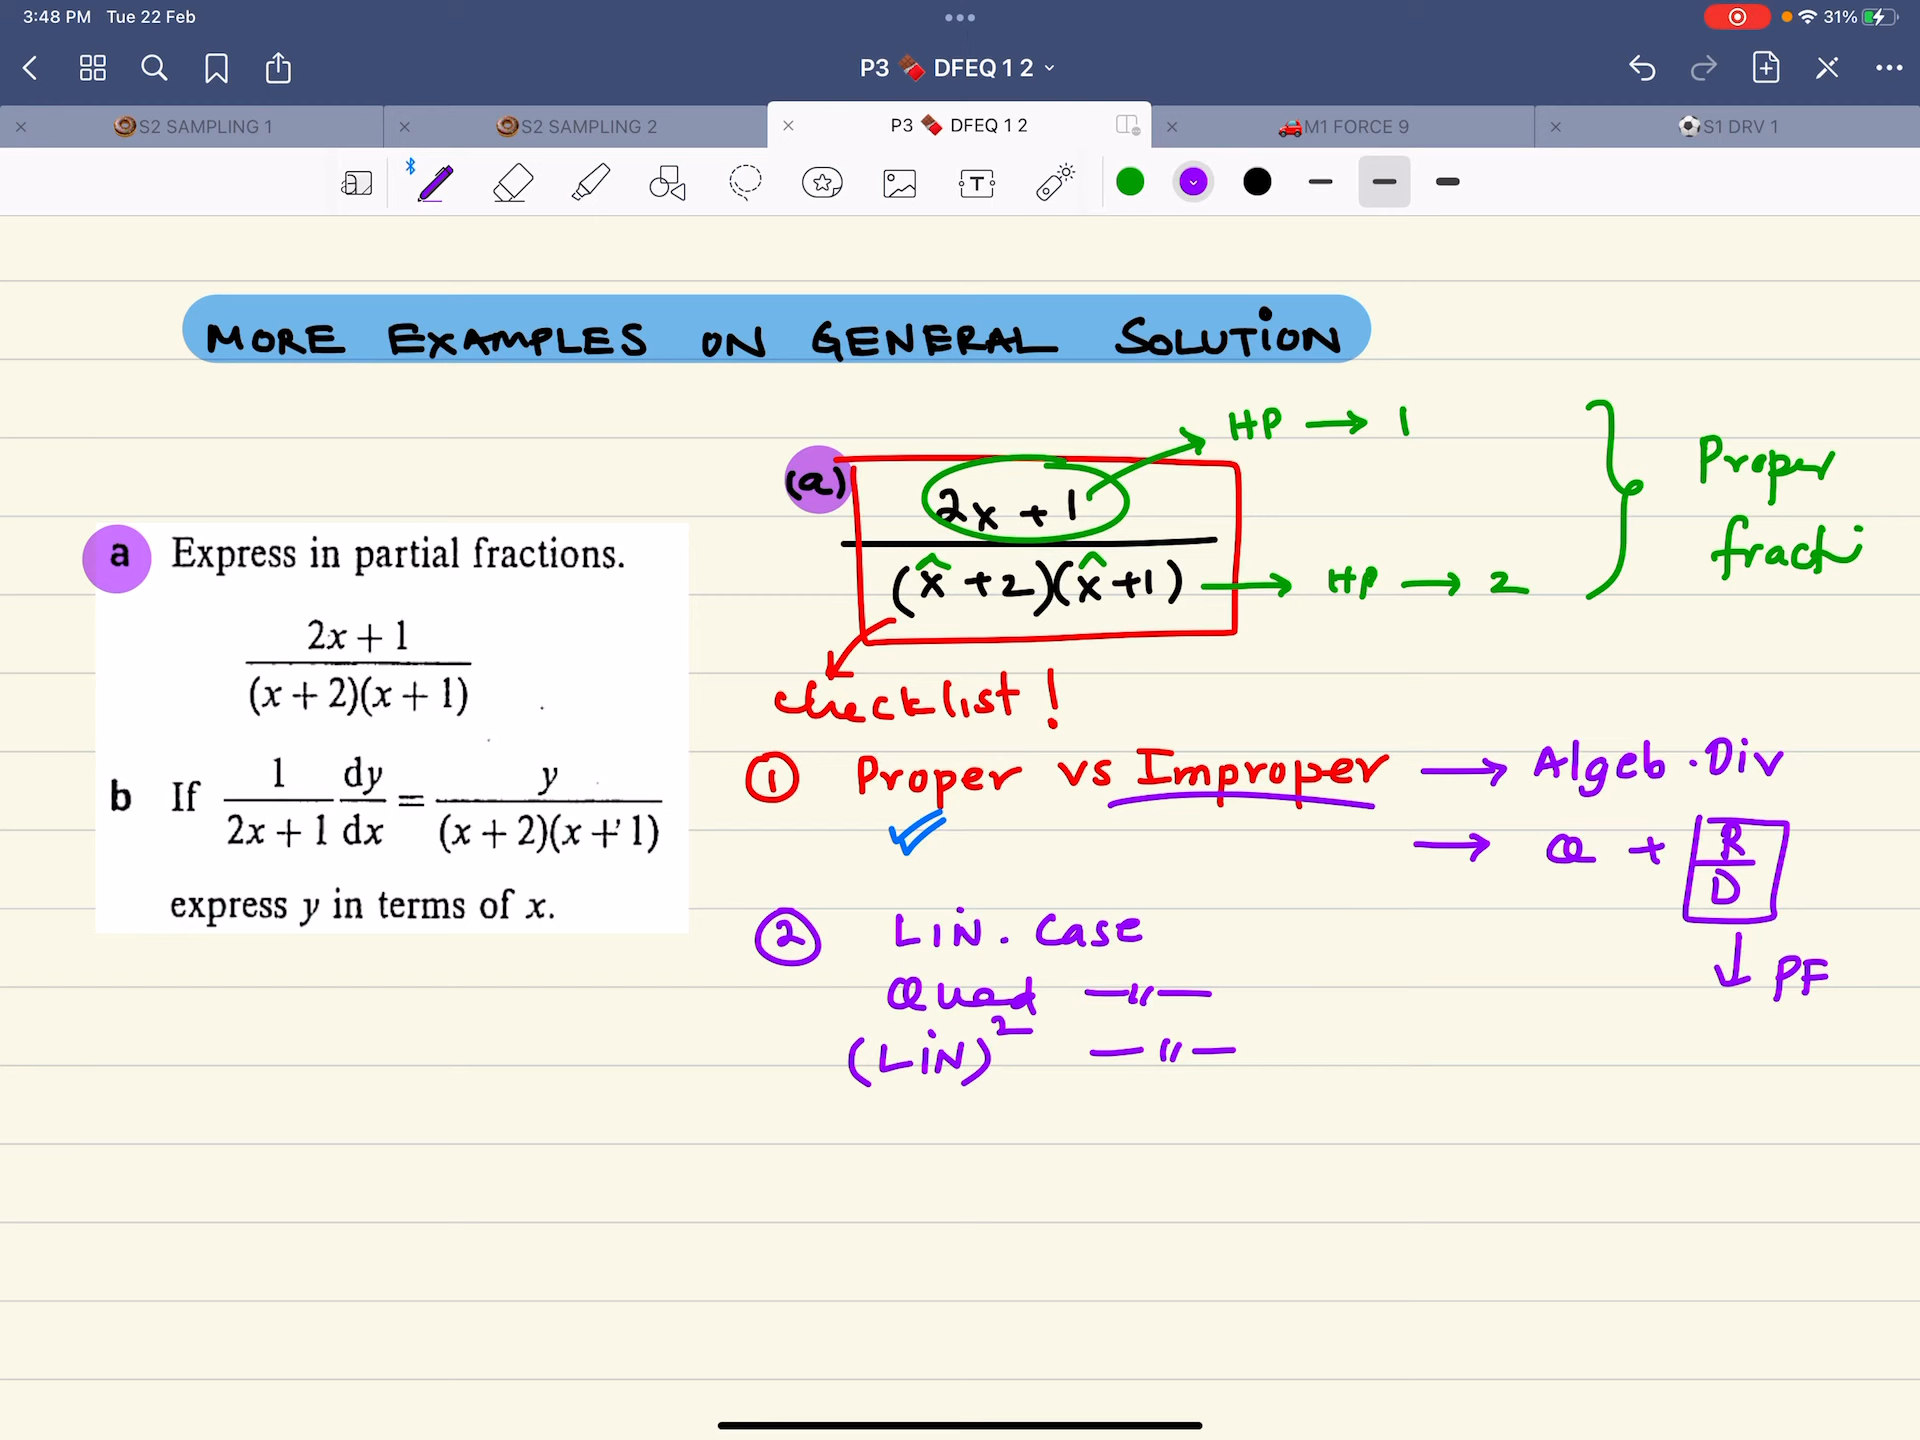 3:48 PM Tue 22 Feb
31%
P3 🍫 DFEQ 1 2
S2 SAMPLING 1
S2 SAMPLING 2
P3 🍫 DFEQ 1 2
M1 FORCE 9
S1 DRV 1
MORE EXAMPLES ON GENERAL SOLUTION
a Express in partial fractions.
2x + 1
(x + 2)(x + 1)
b If 1/(2x + 1) dy/dx = y/((x + 2)(x + 1))
express y in terms of x.
(a)
2x + 1
(x + 2)(x + 1)
HP → 1
HP → 2
Proper
fracti
checklist !
① Proper vs Improper → Algeb . Div
→ Q + R/D
↓ PF
② LiN . Case
Quad —〃—
(LiN)² —〃—